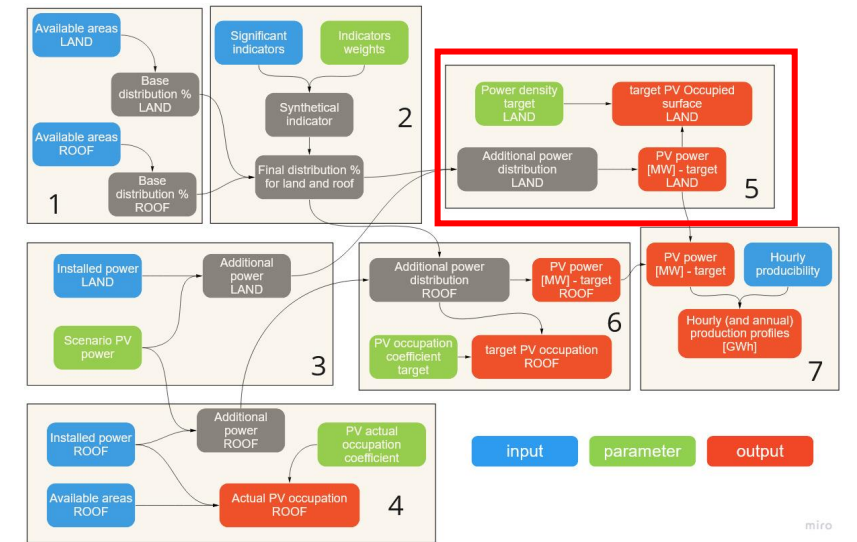 Available areas
LAND
Base
distribution %
LAND
Available areas
ROOF
Base
distribution %
ROOF
1
Significant
indicators
Indicators
weights
Synthetical
indicator
2
Final distribution %
for land and roof
Power density
target
LAND
target PV Occupied
surface
LAND
Additional power
distribution
LAND
PV power
[MW] - target
LAND
5
Installed power
LAND
Additional
power
LAND
Scenario PV
power
3
Additional power
distribution
ROOF
PV power
[MW] - target
ROOF
PV occupation
coefficient
target
target PV occupation
ROOF
6
PV power
[MW] - target
Hourly
producibility
Hourly (and annual)
production profiles
[GWh]
7
Installed power
ROOF
Additional
power
ROOF
PV actual
occupation
coefficient
Available areas
ROOF
Actual PV occupation
ROOF
4
input
parameter
output
miro